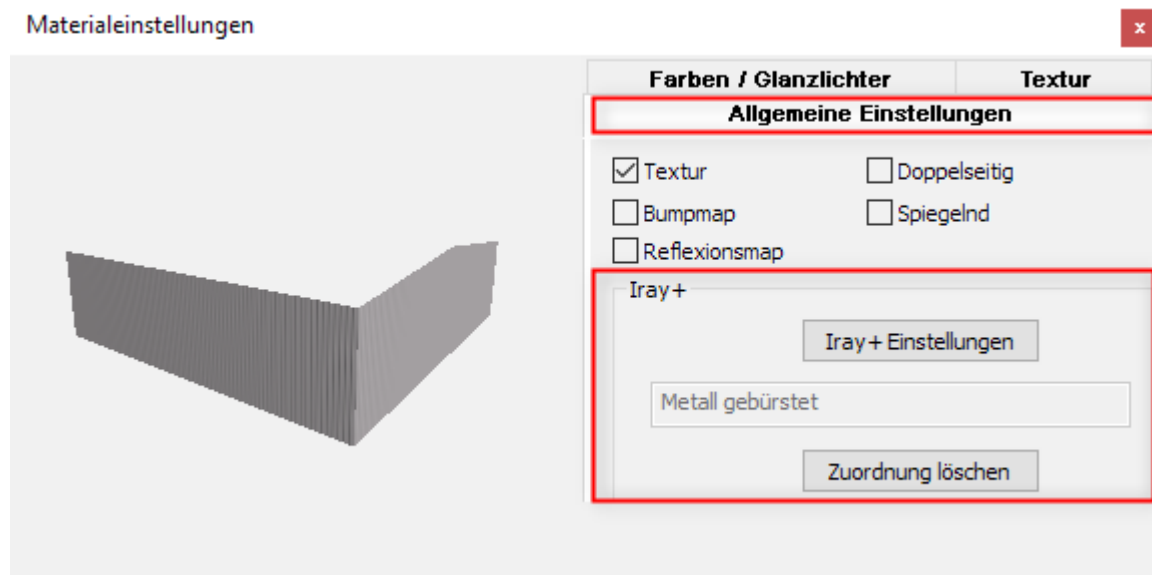 Materialeinstellungen
x
Farben / Glanzlichter Textur
Allgemeine Einstellungen
Textur Doppelseitig
Bumpmap Spiegelnd
Reflexionsmap
Iray+
Iray+ Einstellungen
Metall gebürstet
Zuordnung löschen